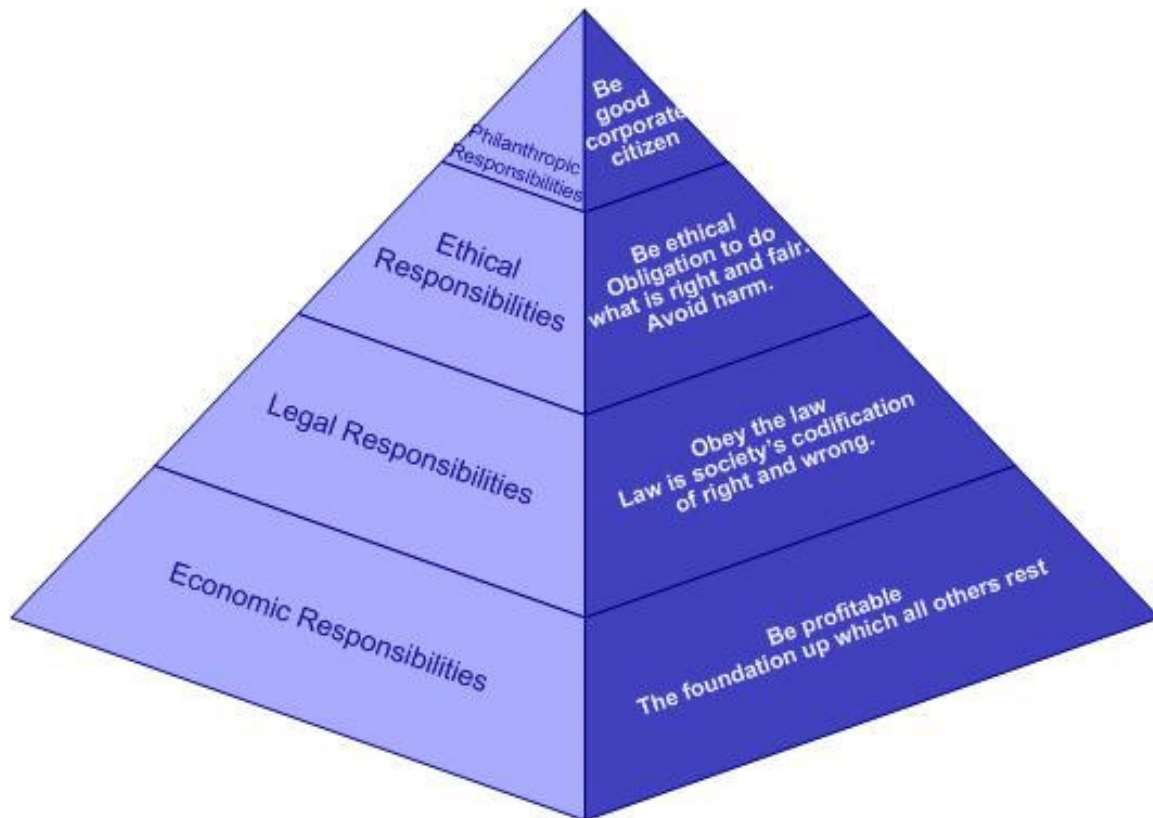 Philanthropic
Responsibilities
Be
good
corporate
citizen
Ethical
Responsibilities
Be ethical
Obligation to do
what is right and fair.
Avoid harm.
Legal Responsibilities
Obey the law
Law is society’s codification
of right and wrong.
Economic Responsibilities
Be profitable
The foundation up which all others rest